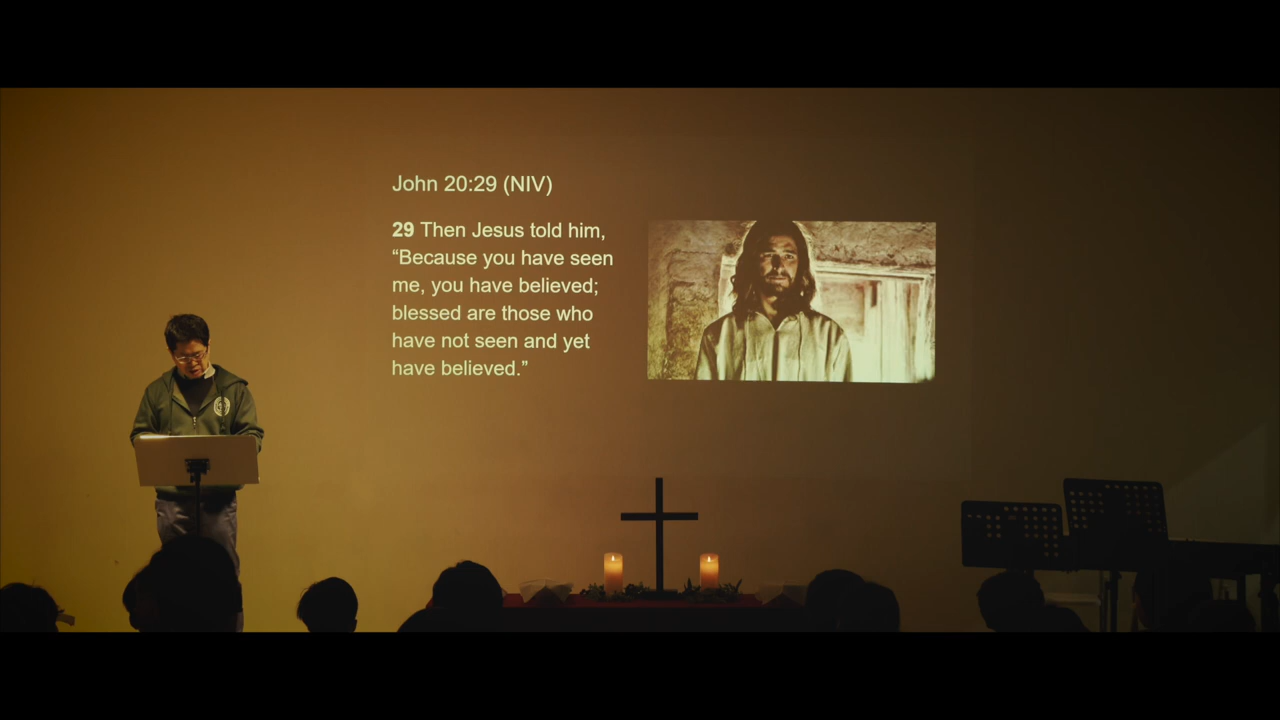 John 20:29 (NIV)
29 Then Jesus told him,
“Because you have seen
me, you have believed;
blessed are those who
have not seen and yet
have believed.”